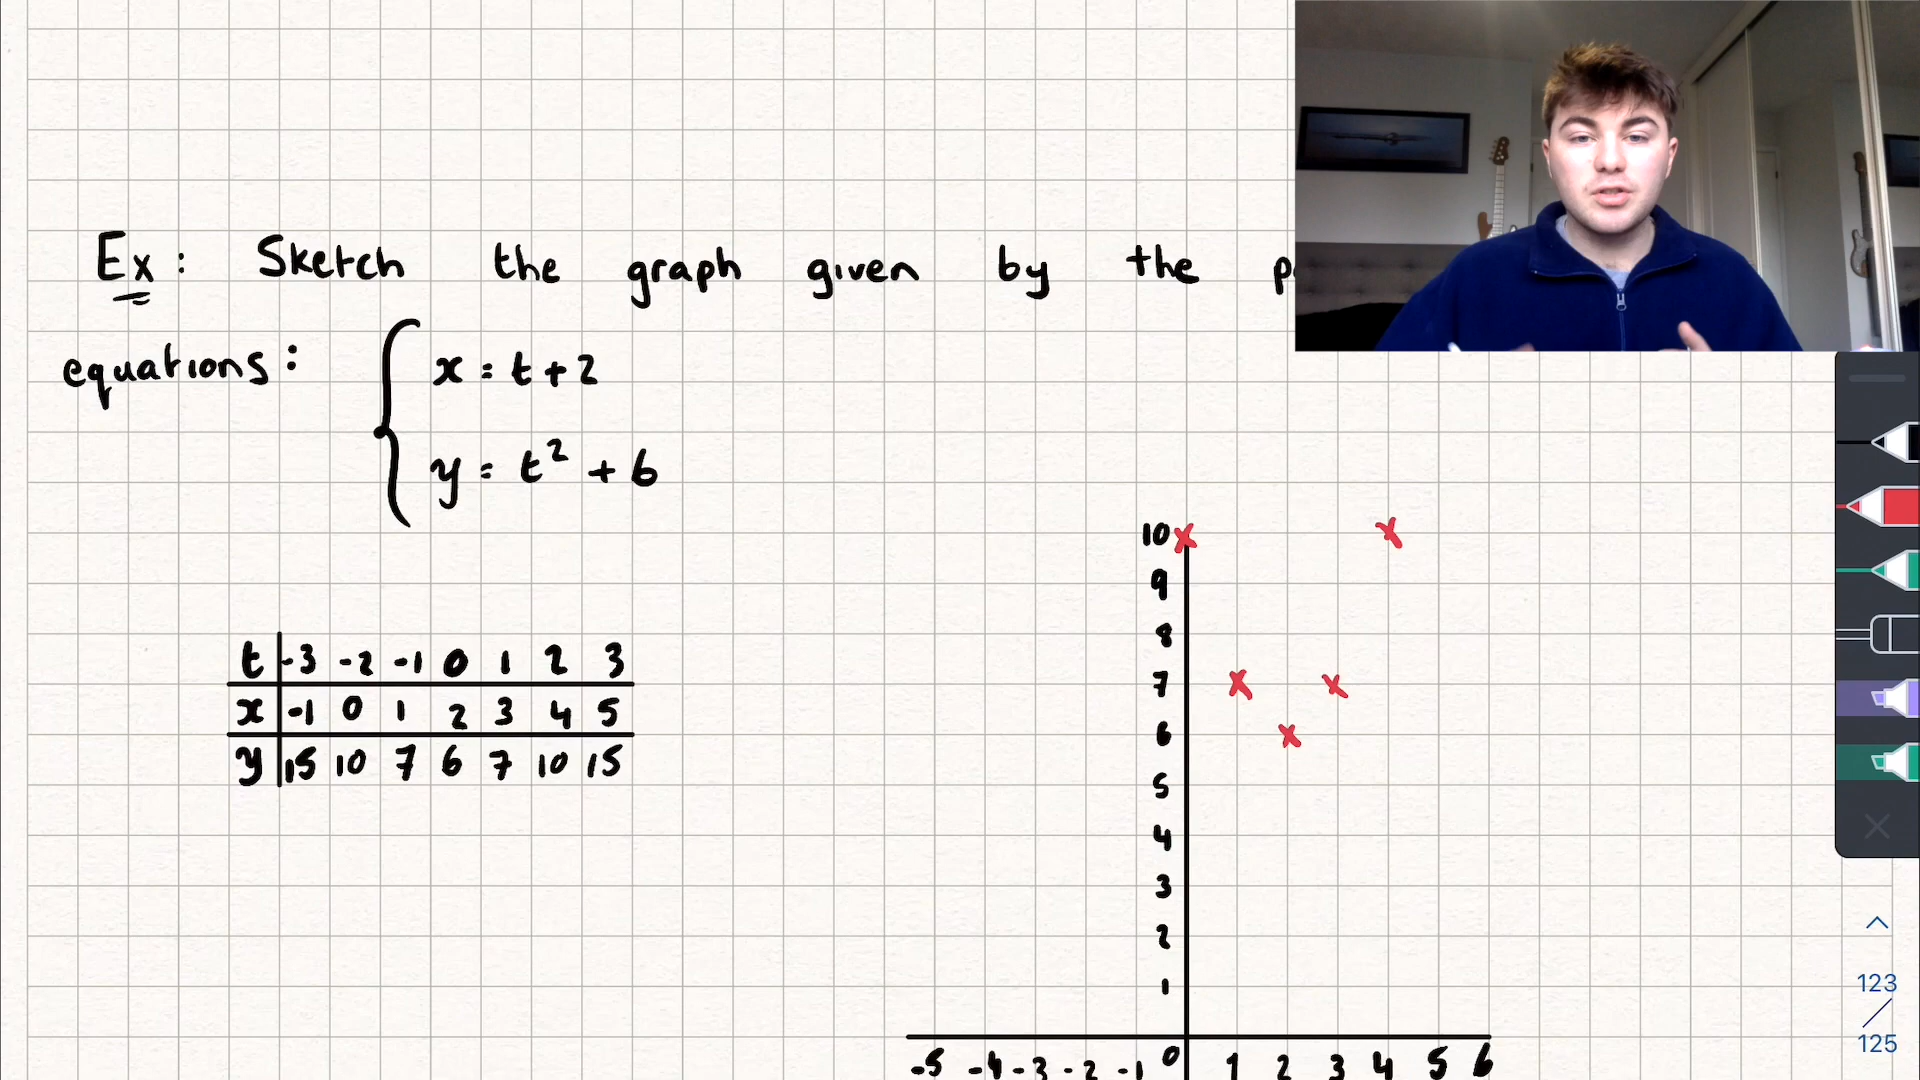 Ex: Sketch the graph given by the
equations:
x = t + 2
y = t² + 6
t -3 -2 -1 0 1 2 3
x -1 0 1 2 3 4 5
y 15 10 7 6 7 10 15
10
9
8
7
6
5
4
3
2
1
-5 -4 -3 -2 -1 0 1 2 3 4 5 6
123
/
125